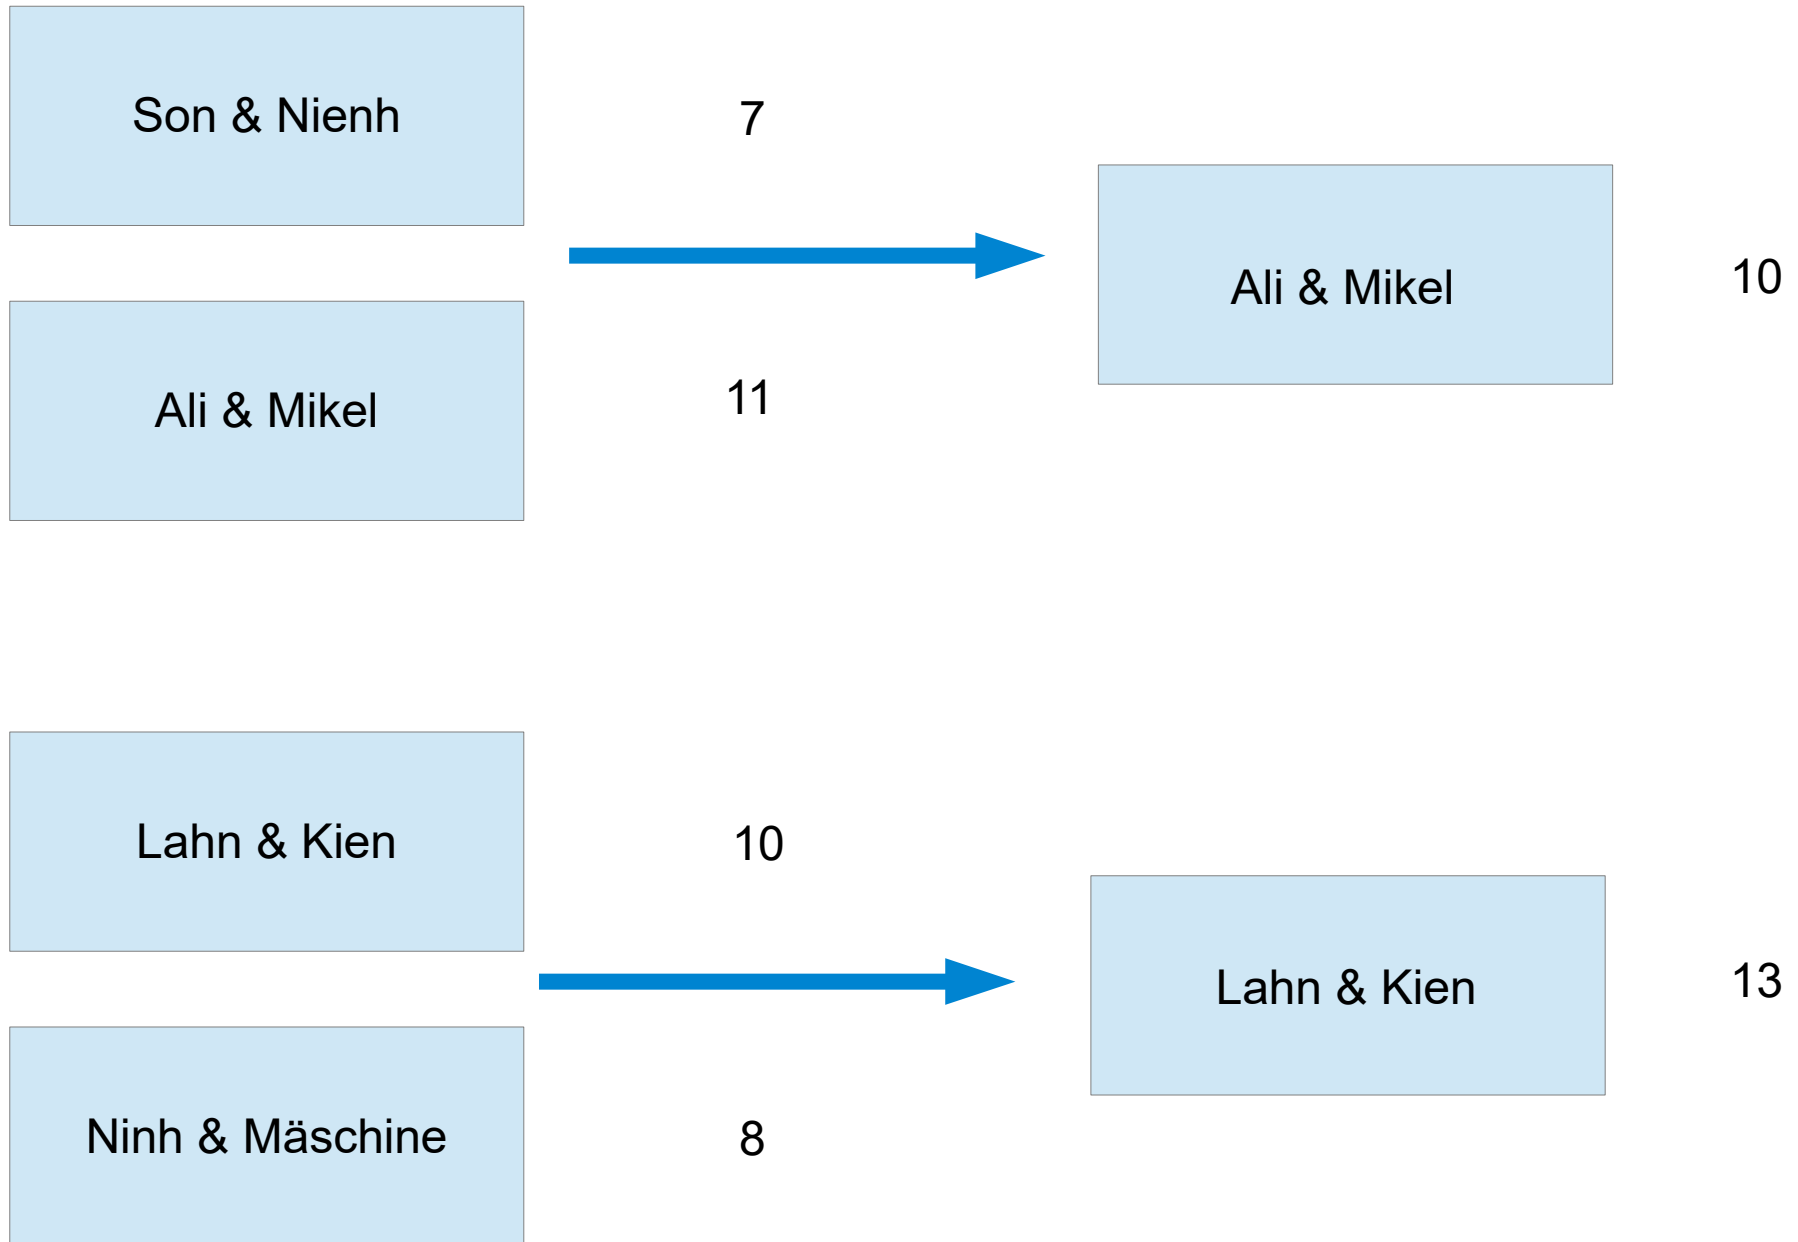 Son & Nienh
7
Ali & Mikel
11
Ali & Mikel
10
Lahn & Kien
10
Ninh & Mäschine
8
Lahn & Kien
13